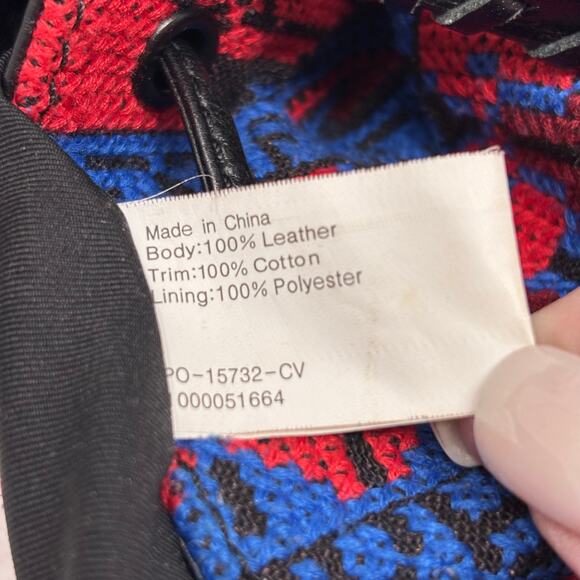 Made in China
Body:100% Leather
Trim:100% Cotton
Lining:100% Polyester
PO-15732-CV
000051664